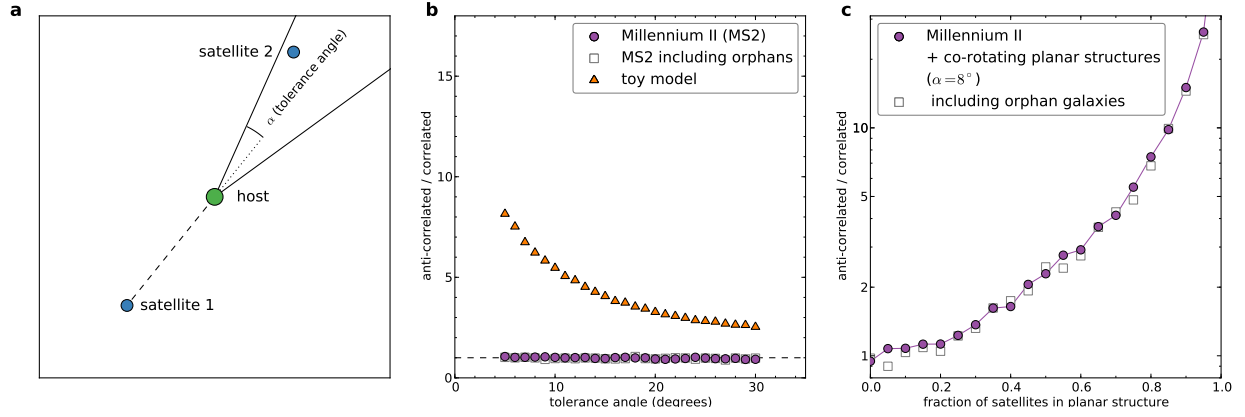 a
satellite 2
α (tolerance angle)
host
satellite 1
b
Millennium II (MS2)
MS2 including orphans
toy model
anti-correlated / correlated
15
10
5
0
0
10
20
30
tolerance angle (degrees)
c
Millennium II
+ co-rotating planar structures
(α=8°)
including orphan galaxies
anti-correlated / correlated
10
5
2
1
0.0
0.2
0.4
0.6
0.8
1.0
fraction of satellites in planar structure